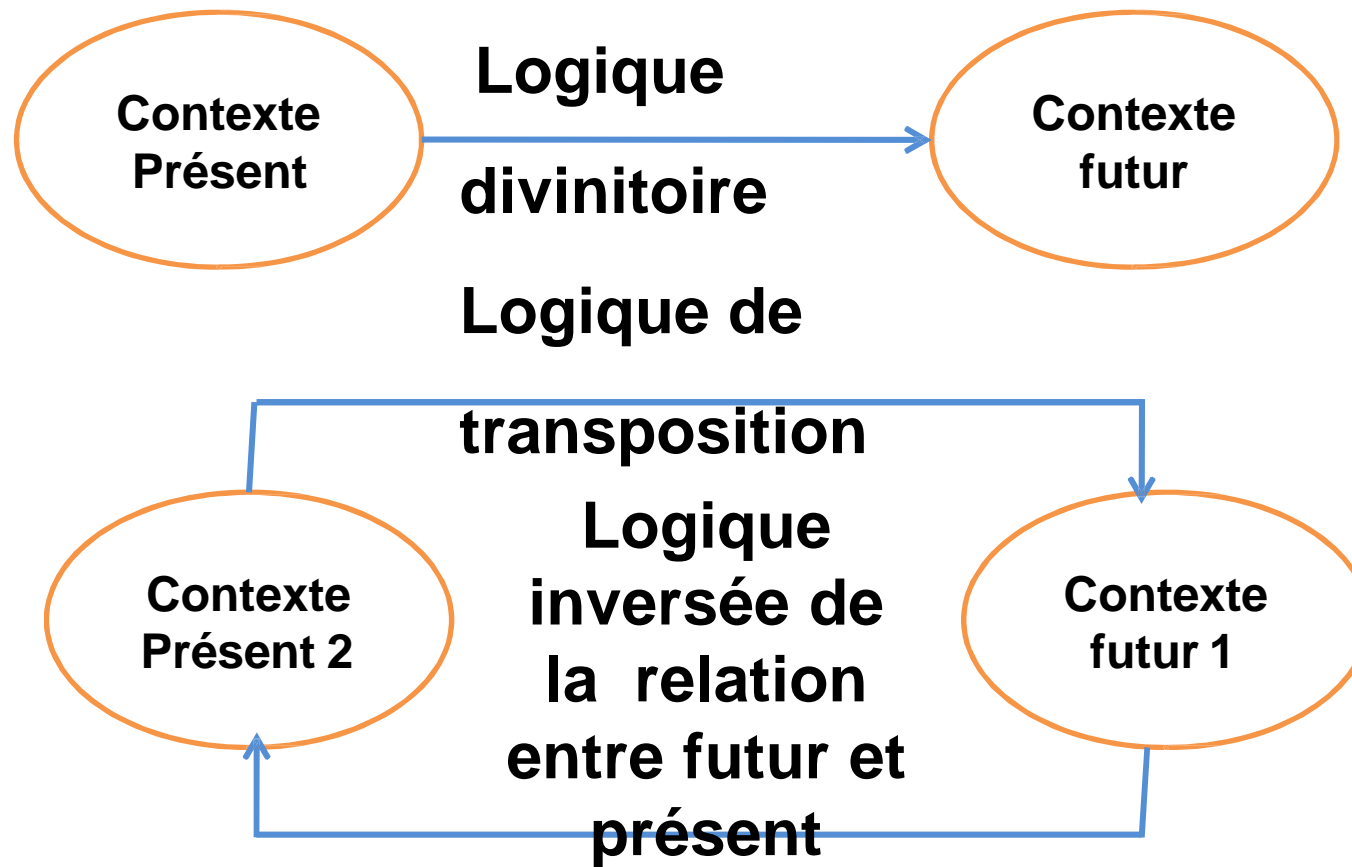 Contexte
Présent
Logique
divinitoire
Contexte
futur
Logique de
transposition
Contexte
Présent 2
Logique
inversée de
la  relation
entre futur et
présent
Contexte
futur 1